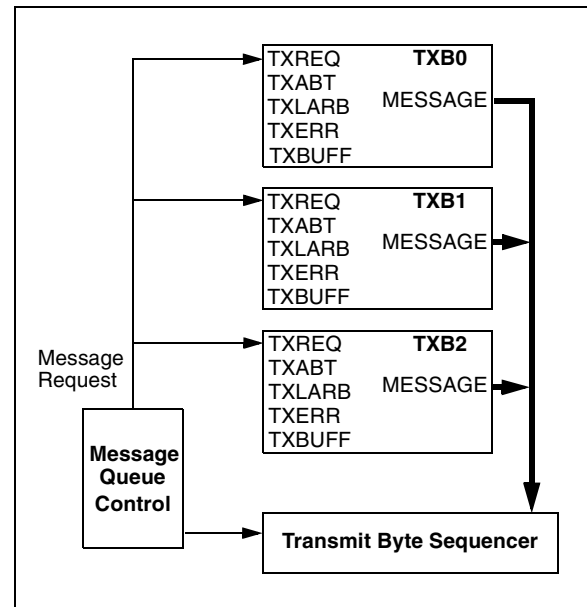 TXREQ TXB0
TXABT
TXLARB MESSAGE
TXERR
TXBUFF
TXREQ TXB1
TXABT
TXLARB MESSAGE
TXERR
TXBUFF
TXREQ TXB2
TXABT
TXLARB MESSAGE
TXERR
TXBUFF
Message
Request
Message
Queue
Control
Transmit Byte Sequencer